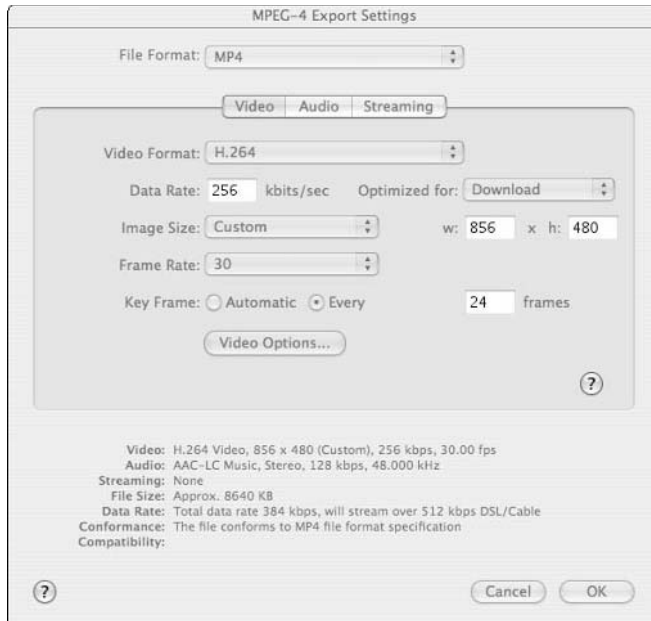 MPEG-4 Export Settings
File Format: MP4
Video Audio Streaming
Video Format: H.264
Data Rate: 256 kbits/sec Optimized for: Download
Image Size: Custom w: 856 x h: 480
Frame Rate: 30
Key Frame: Automatic Every 24 frames
Video Options...
?
Video: H.264 Video, 856 x 480 (Custom), 256 kbps, 30.00 fps
Audio: AAC-LC Music, Stereo, 128 kbps, 48.000 kHz
Streaming: None
File Size: Approx. 8640 KB
Data Rate: Total data rate 384 kbps, will stream over 512 kbps DSL/Cable
Conformance: The file conforms to MP4 file format specification
Compatibility:
? Cancel OK